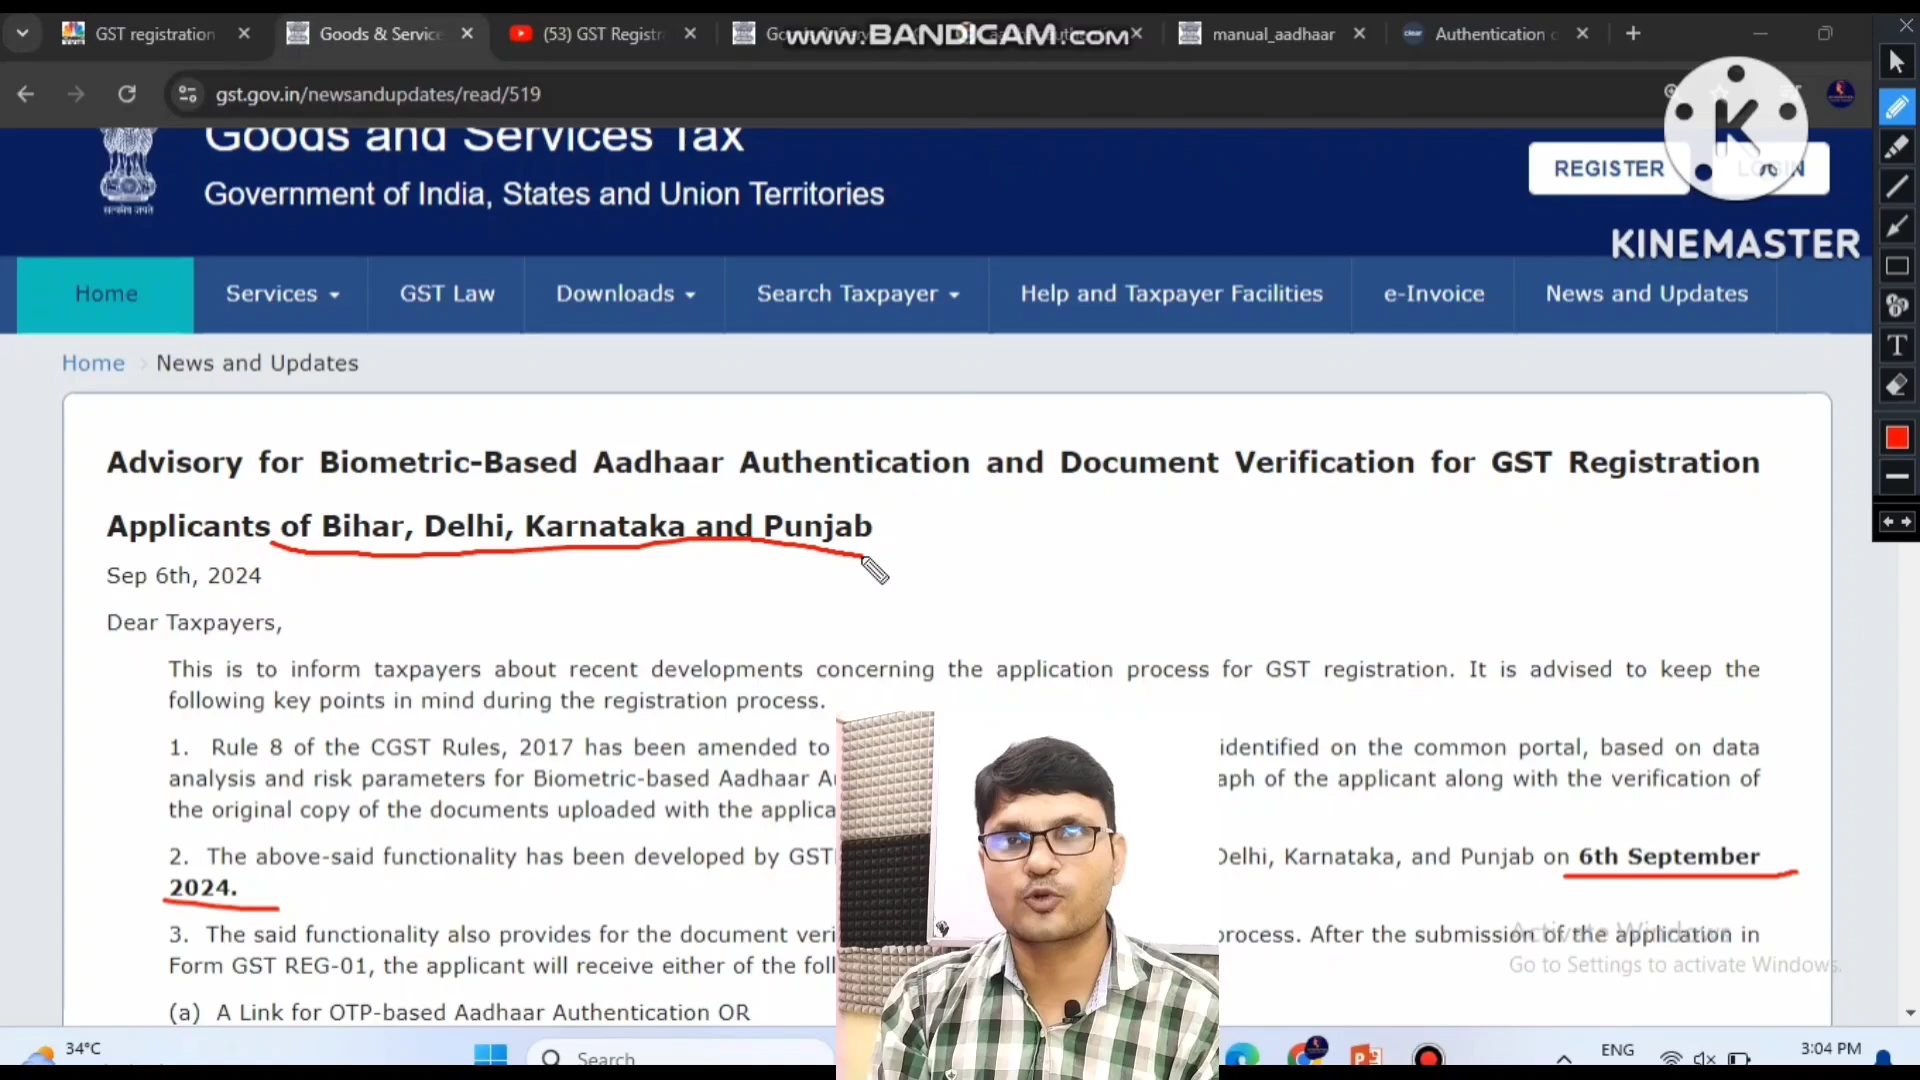 GST registration
Goods & Service
(53) GST Registr
www.BANDICAM.com
manual_aadhaar
Authentication
gst.gov.in/newsandupdates/read/519
Goods and Services Tax
Government of India, States and Union Territories
सत्यमेव जयते
REGISTER
LOGIN
K
KINEMASTER
Home
Services
GST Law
Downloads
Search Taxpayer
Help and Taxpayer Facilities
e-Invoice
News and Updates
Home
News and Updates
Advisory for Biometric-Based Aadhaar Authentication and Document Verification for GST Registration
Applicants of Bihar, Delhi, Karnataka and Punjab
Sep 6th, 2024
Dear Taxpayers,
This is to inform taxpayers about recent developments concerning the application process for GST registration. It is advised to keep the
following key points in mind during the registration process.
1. Rule 8 of the CGST Rules, 2017 has been amended to identified on the common portal, based on data
analysis and risk parameters for Biometric-based Aadhaar Au aph of the applicant along with the verification of
the original copy of the documents uploaded with the applica
2. The above-said functionality has been developed by GST Delhi, Karnataka, and Punjab on 6th September
2024.
3. The said functionality also provides for the document veri process. After the submission of the application in
Form GST REG-01, the applicant will receive either of the foll
(a) A Link for OTP-based Aadhaar Authentication OR
Activate Windows
Go to Settings to activate Windows.
34°C
Search
ENG
3:04 PM